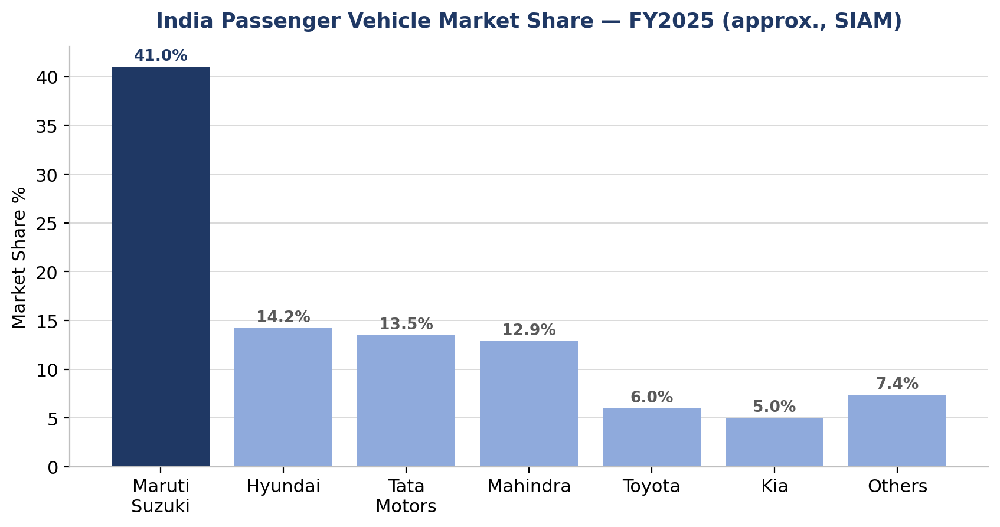 India Passenger Vehicle Market Share — FY2025 (approx., SIAM)
Market Share %
40
35
30
25
20
15
10
5
0
41.0%
14.2%
13.5%
12.9%
6.0%
5.0%
7.4%
Maruti
Suzuki
Hyundai
Tata
Motors
Mahindra
Toyota
Kia
Others